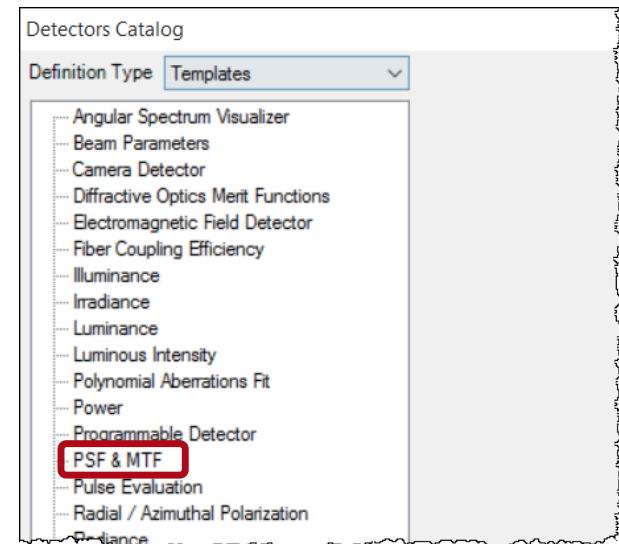 Detectors Catalog
Definition Type Templates
Angular Spectrum Visualizer
Beam Parameters
Camera Detector
Diffractive Optics Merit Functions
Electromagnetic Field Detector
Fiber Coupling Efficiency
Illuminance
Irradiance
Luminance
Luminous Intensity
Polynomial Aberrations Fit
Power
Programmable Detector
PSF & MTF
Pulse Evaluation
Radial / Azimuthal Polarization
Radiance